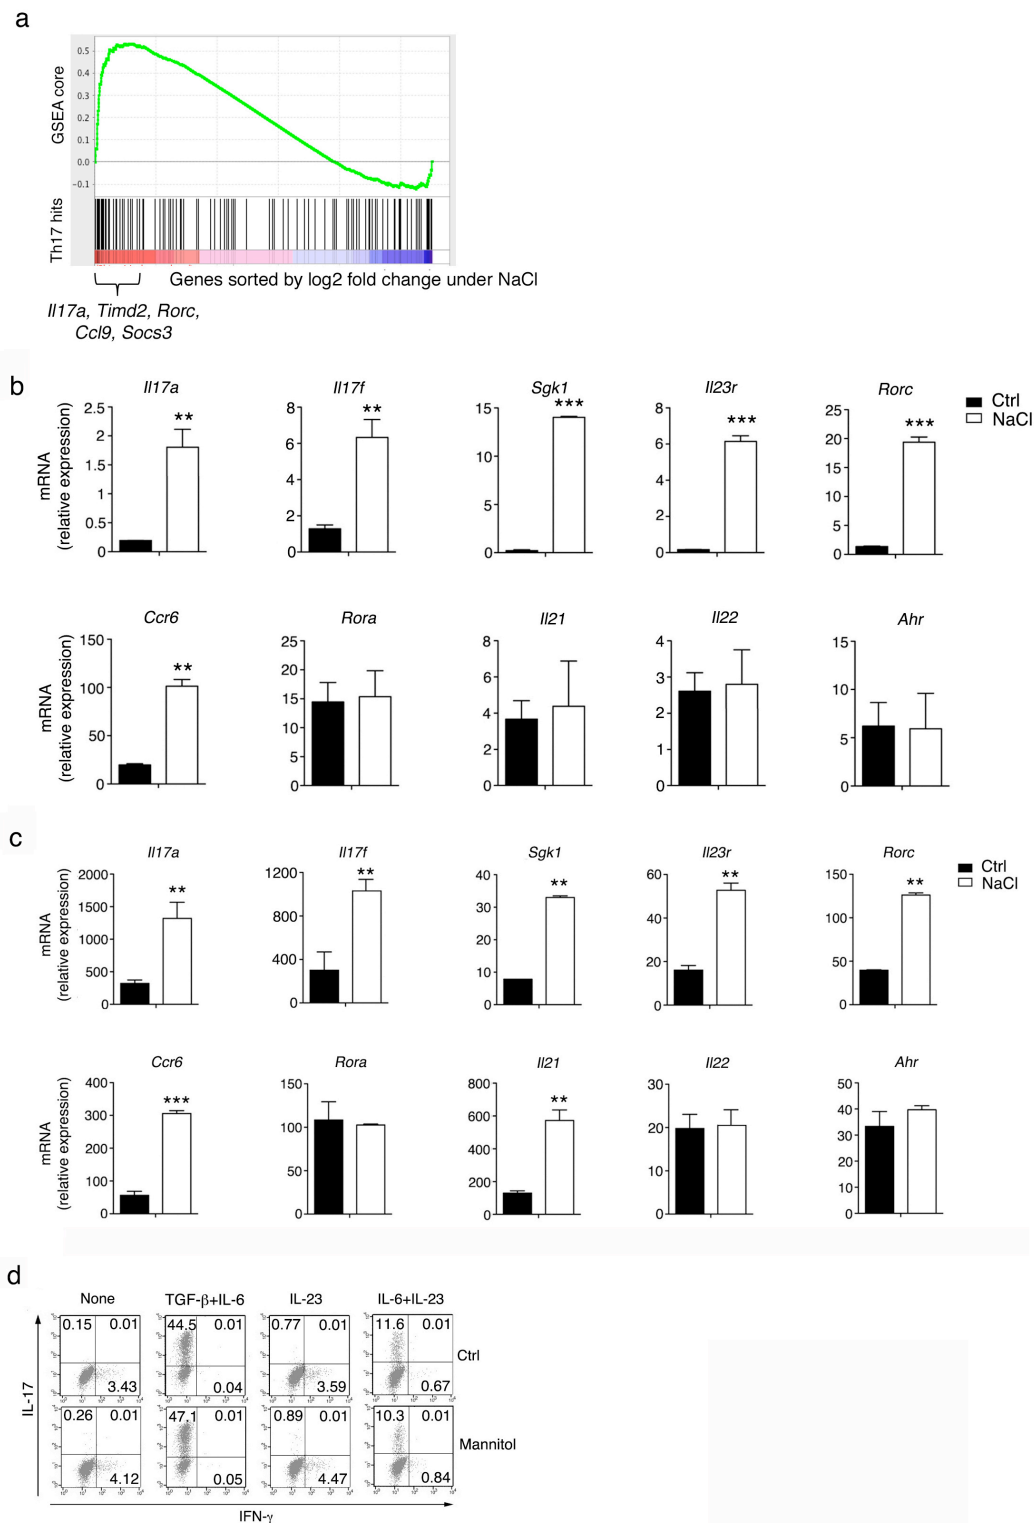 a
GSEA core
0.5
0.4
0.3
0.2
0.1
0.0
-0.1
Th17 hits
Genes sorted by log2 fold change under NaCl
Il17a, Timd2, Rorc,
Ccl9, Socs3
b
mRNA
(relative expression)
Il17a
2.5
2
1.5
1
0.5
0
**
Il17f
8
6
4
2
0
**
Sgk1
15
10
5
0
***
Il23r
8
6
4
2
0
***
Rorc
25
20
15
10
5
0
***
Ctrl
NaCl
mRNA
(relative expression)
Ccr6
150
100
50
0
**
Rora
25
20
15
10
5
0
Il21
8
6
4
2
0
Il22
4
3
2
1
0
Ahr
15
10
5
0
c
mRNA
(relative expression)
Il17a
2000
1500
1000
500
0
**
Il17f
1200
800
400
0
**
Sgk1
40
30
20
10
0
**
Il23r
60
40
20
0
**
Rorc
150
100
50
0
**
Ctrl
NaCl
mRNA
(relative expression)
Ccr6
400
300
200
100
0
***
Rora
150
100
50
0
Il21
800
600
400
200
0
**
Il22
30
20
10
0
Ahr
50
40
30
20
10
0
d
None TGF-β+IL-6 IL-23 IL-6+IL-23
0.15 0.01 44.5 0.01 0.77 0.01 11.6 0.01
Ctrl
3.43 0.04 3.59 0.67
0.26 0.01 47.1 0.01 0.89 0.01 10.3 0.01
Mannitol
4.12 0.05 4.47 0.84
IL-17
IFN-γ